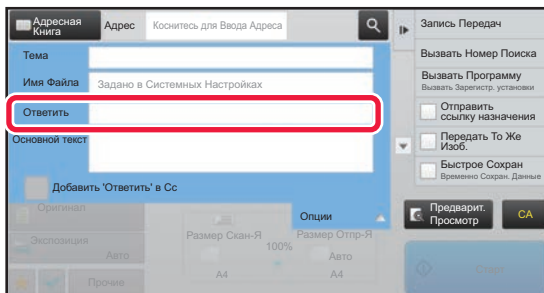 Адресная
Книга
Адрес
Коснитесь для Ввода Адреса
Запись Передач
Тема
Вызвать Номер Поиска
Имя Файла
Задано в Системных Настройках
Вызвать Программу
Вызвать Зарегистр. установки
Ответить
Отправить
ссылку назначения
Основной текст
Передать То Же
Изоб.
Быстрое Сохран
Временно Сохран. Данные
Добавить 'Ответить' в Cc
Оригинал
Опции
Предварит.
Просмотр
CA
Экспозиция
Авто
Размер Скан-Я
100%
Размер Отпр-Я
Авто
A4
A4
Прочие
Старт